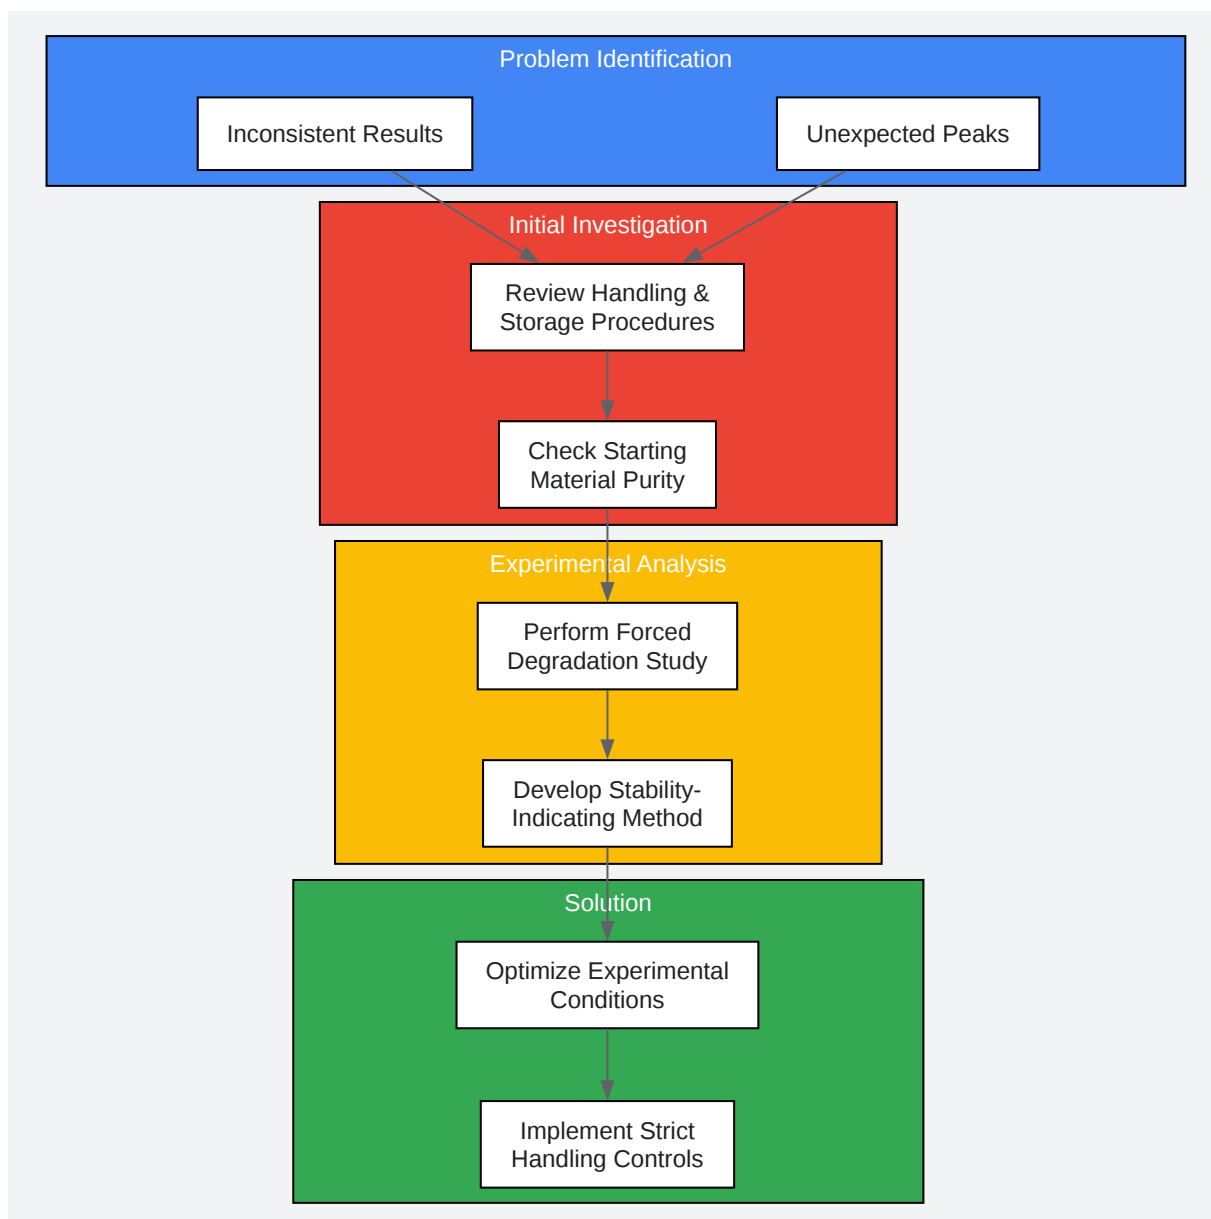 Problem Identification
Inconsistent Results
Unexpected Peaks
Initial Investigation
Review Handling &
Storage Procedures
Check Starting
Material Purity
Experimental Analysis
Perform Forced
Degradation Study
Develop Stability-
Indicating Method
Solution
Optimize Experimental
Conditions
Implement Strict
Handling Controls